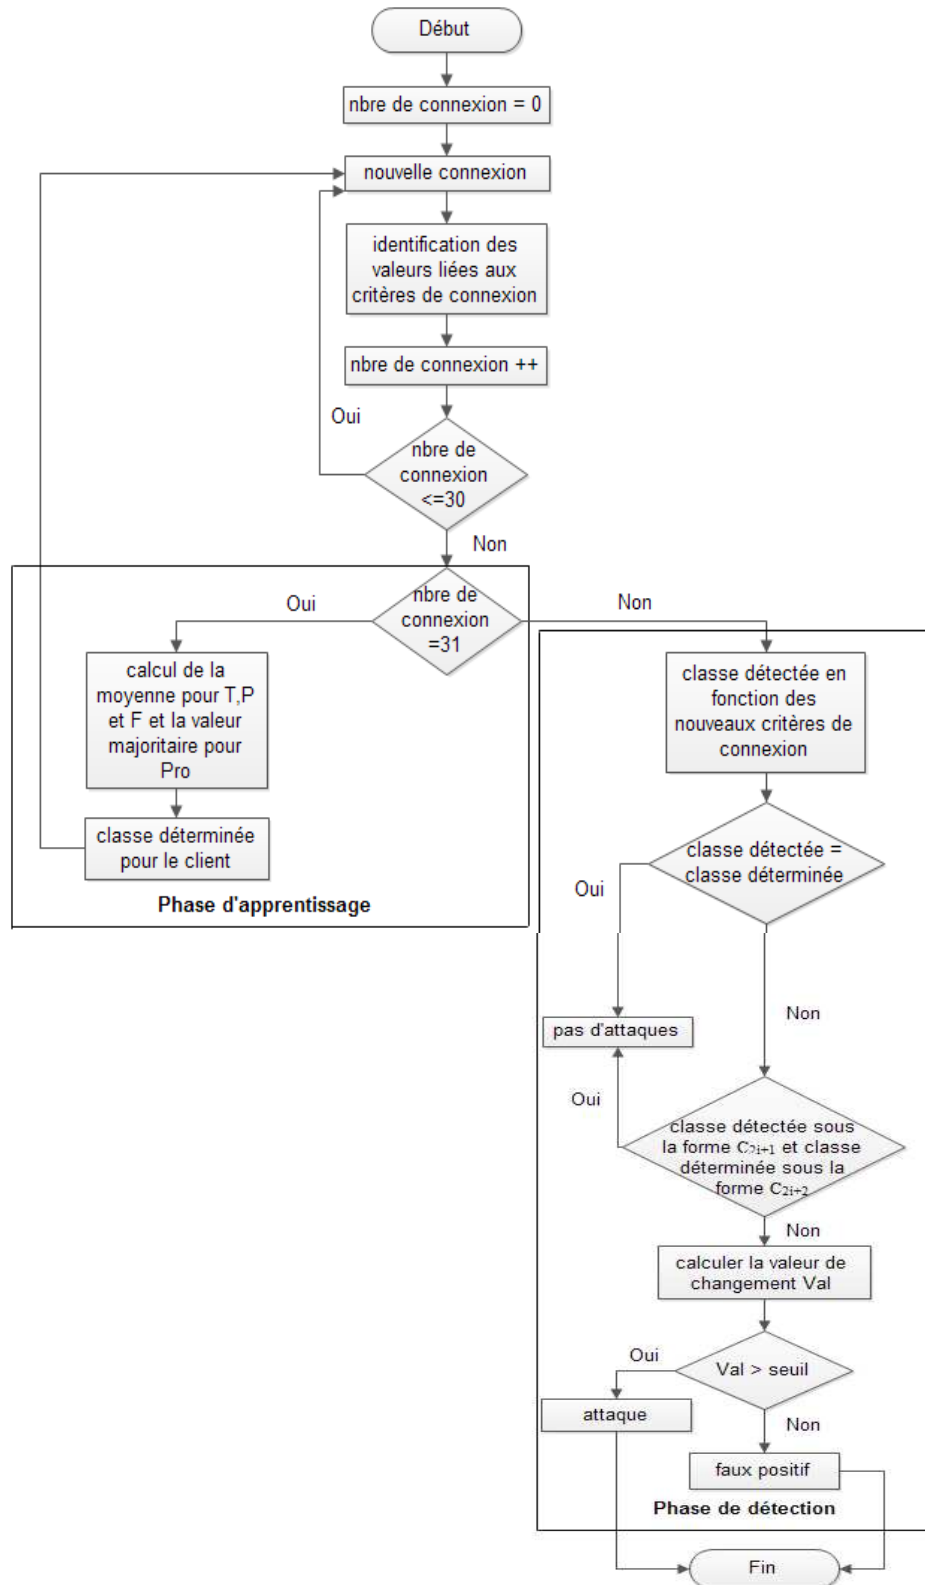 Début
nbre de connexion = 0
nouvelle connexion
identification des
valeurs liées aux
critères de connexion
nbre de connexion ++
Oui
nbre de
connexion
<=30
Non
nbre de
connexion
=31
Oui
Non
calcul de la
moyenne pour T,P
et F et la valeur
majoritaire pour
Pro
classe déterminée
pour le client
Phase d'apprentissage
classe détectée en
fonction des
nouveaux critères de
connexion
classe détectée =
classe déterminée
Oui
Non
pas d'attaques
Oui
classe détectée sous
la forme C2i+1 et classe
déterminée sous la
forme C2i+2
Non
calculer la valeur de
changement Val
Oui
Val > seuil
attaque
Non
faux positif
Phase de détection
Fin